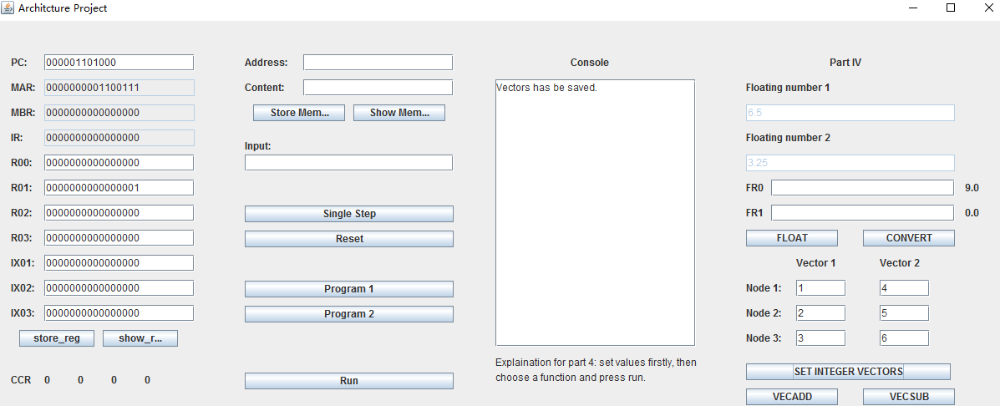 Architcture Project
PC: 000001101000
MAR: 0000000001100111
MBR: 0000000000000000
IR: 0000000000000000
R00: 0000000000000000
R01: 0000000000000001
R02: 0000000000000000
R03: 0000000000000000
IX01: 0000000000000000
IX02: 0000000000000000
IX03: 0000000000000000
store_reg show_r...
CCR 0 0 0 0
Address:
Content:
Store Mem... Show Mem...
Input:
Single Step
Reset
Program 1
Program 2
Run
Console
Vectors has be saved.
Explaination for part 4: set values firstly, then
choose a function and press run.
Part IV
Floating number 1
6.5
Floating number 2
3.25
FR0 9.0
FR1 0.0
FLOAT CONVERT
Vector 1 Vector 2
Node 1: 1 4
Node 2: 2 5
Node 3: 3 6
SET INTEGER VECTORS
VECADD VECSUB